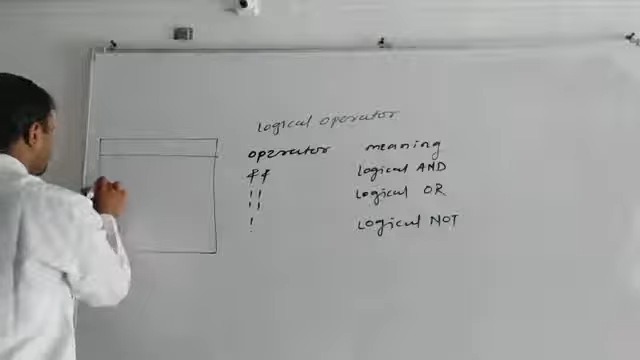 logical operator
operator meaning
&& logical AND
|| logical OR
! logical NOT